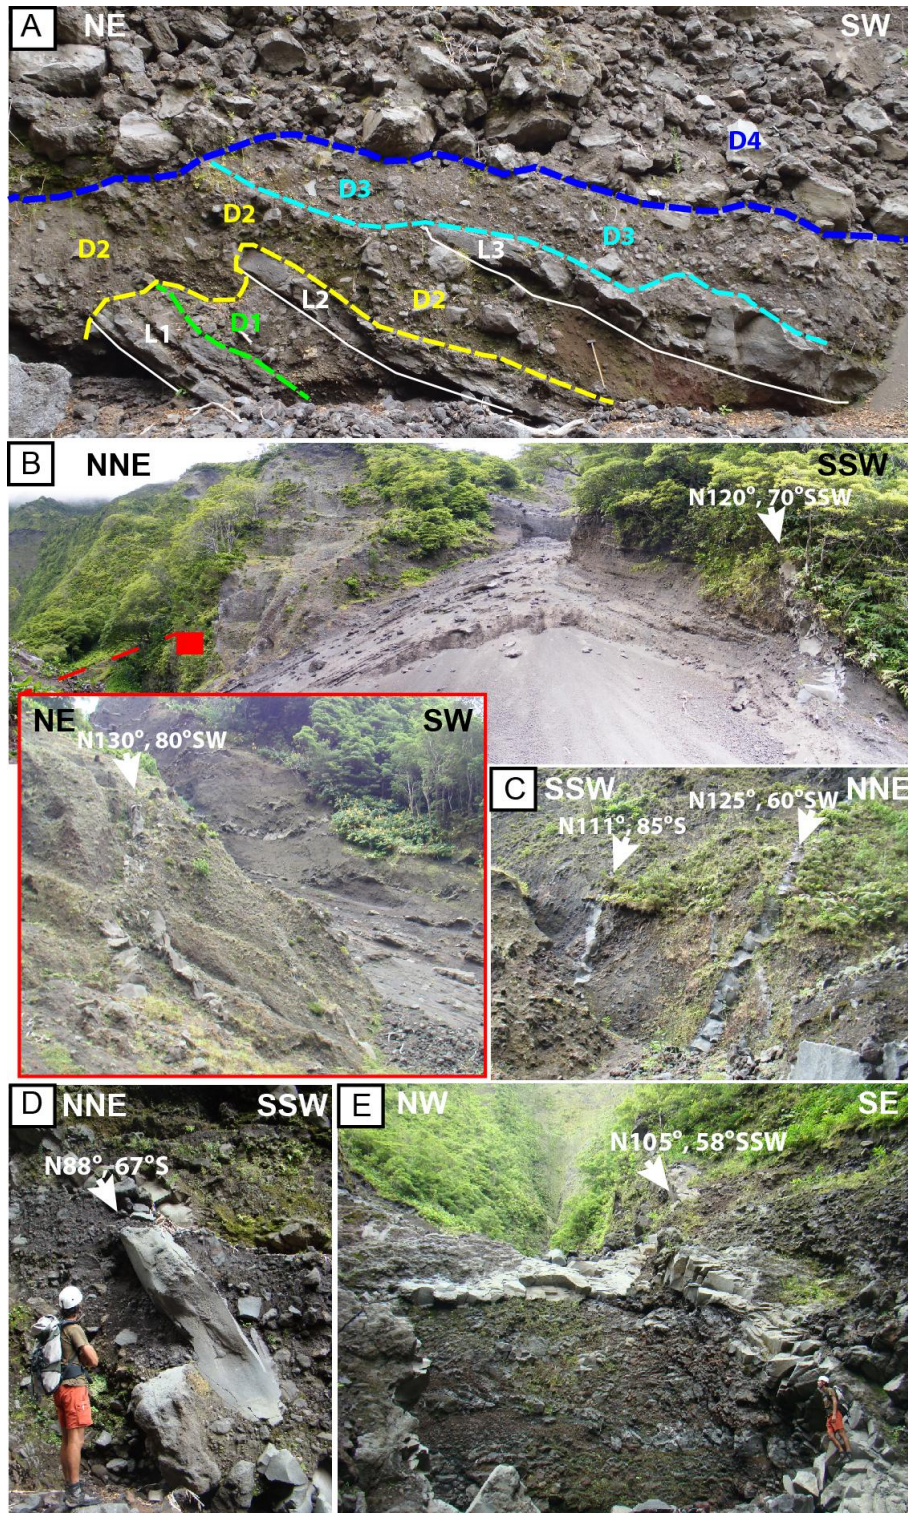 A NE SW
D4
D3
D2 D3
D2 L3
L2 D2
L1 D1
B NNE SSW
N120°, 70°SSW
NE SW
N130°, 80°SW
C SSW NNE
N125°, 60°SW
N111°, 85°S
D NNE SSW
N88°, 67°S
E NW SE
N105°, 58°SSW